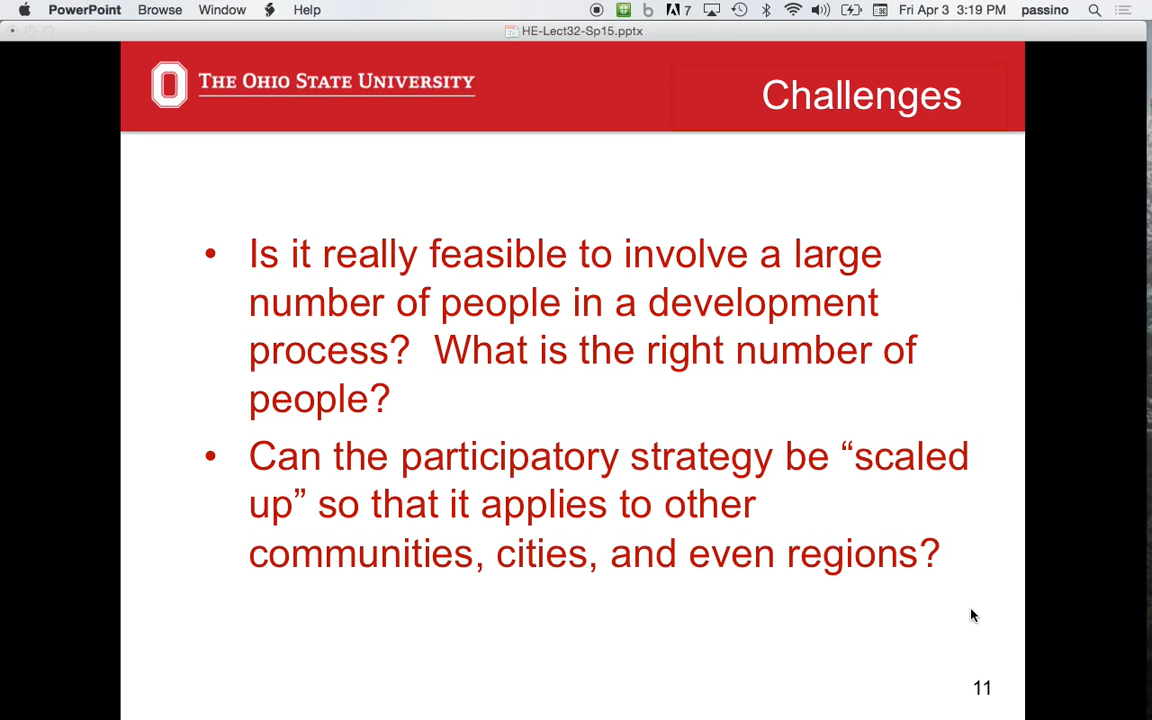 PowerPoint Browse Window Help 7 Fri Apr 3 3:19 PM passino
HE-Lect32-Sp15.pptx
THE OHIO STATE UNIVERSITY
Challenges
• Is it really feasible to involve a large
number of people in a development
process? What is the right number of
people?
• Can the participatory strategy be “scaled
up” so that it applies to other
communities, cities, and even regions?
11